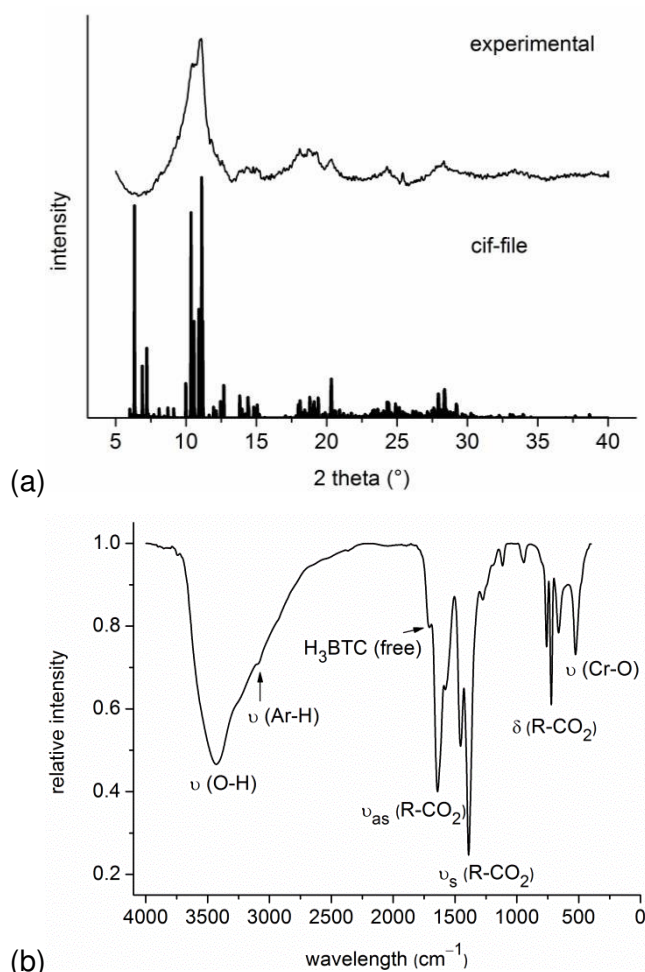 experimental
cif-file
intensity
5 10 15 20 25 30 35 40
2 theta (°)
(a)
1.0
0.8
0.6
0.4
0.2
relative intensity
H₃BTC (free)
υ (Ar-H)
υ (O-H)
υ (Cr-O)
δ (R-CO₂)
υₐₛ (R-CO₂)
υₛ (R-CO₂)
4000 3500 3000 2500 2000 1500 1000 500 0
wavelength (cm⁻¹)
(b)